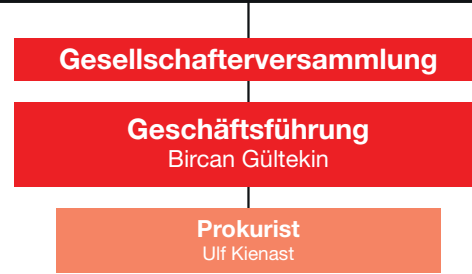 Gesellschafterversammlung
Geschäftsführung
Bircan Gültekin
Prokurist
Ulf Kienast